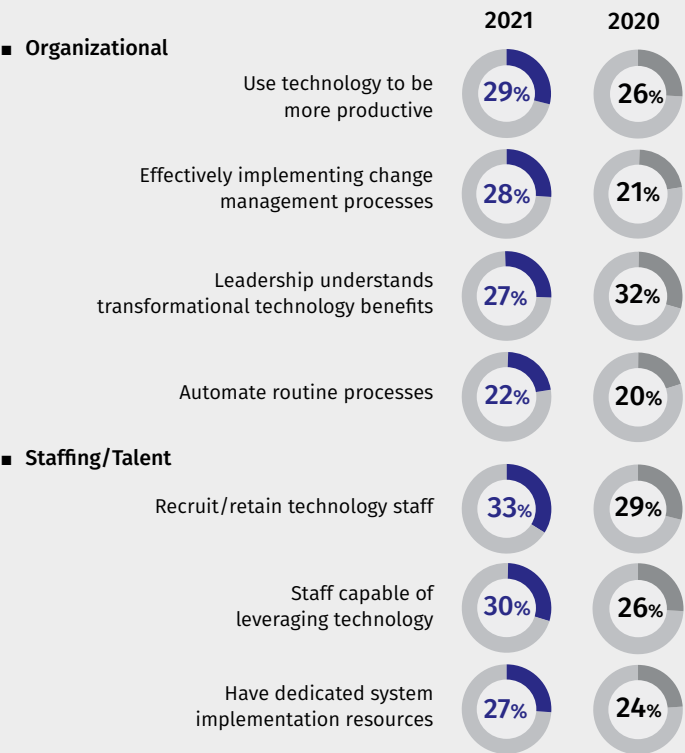 2021 2020
■ Organizational
Use technology to be
more productive
29% 26%
Effectively implementing change
management processes
28% 21%
Leadership understands
transformational technology benefits
27% 32%
Automate routine processes
22% 20%
■ Staffing/Talent
Recruit/retain technology staff
33% 29%
Staff capable of
leveraging technology
30% 26%
Have dedicated system
implementation resources
27% 24%